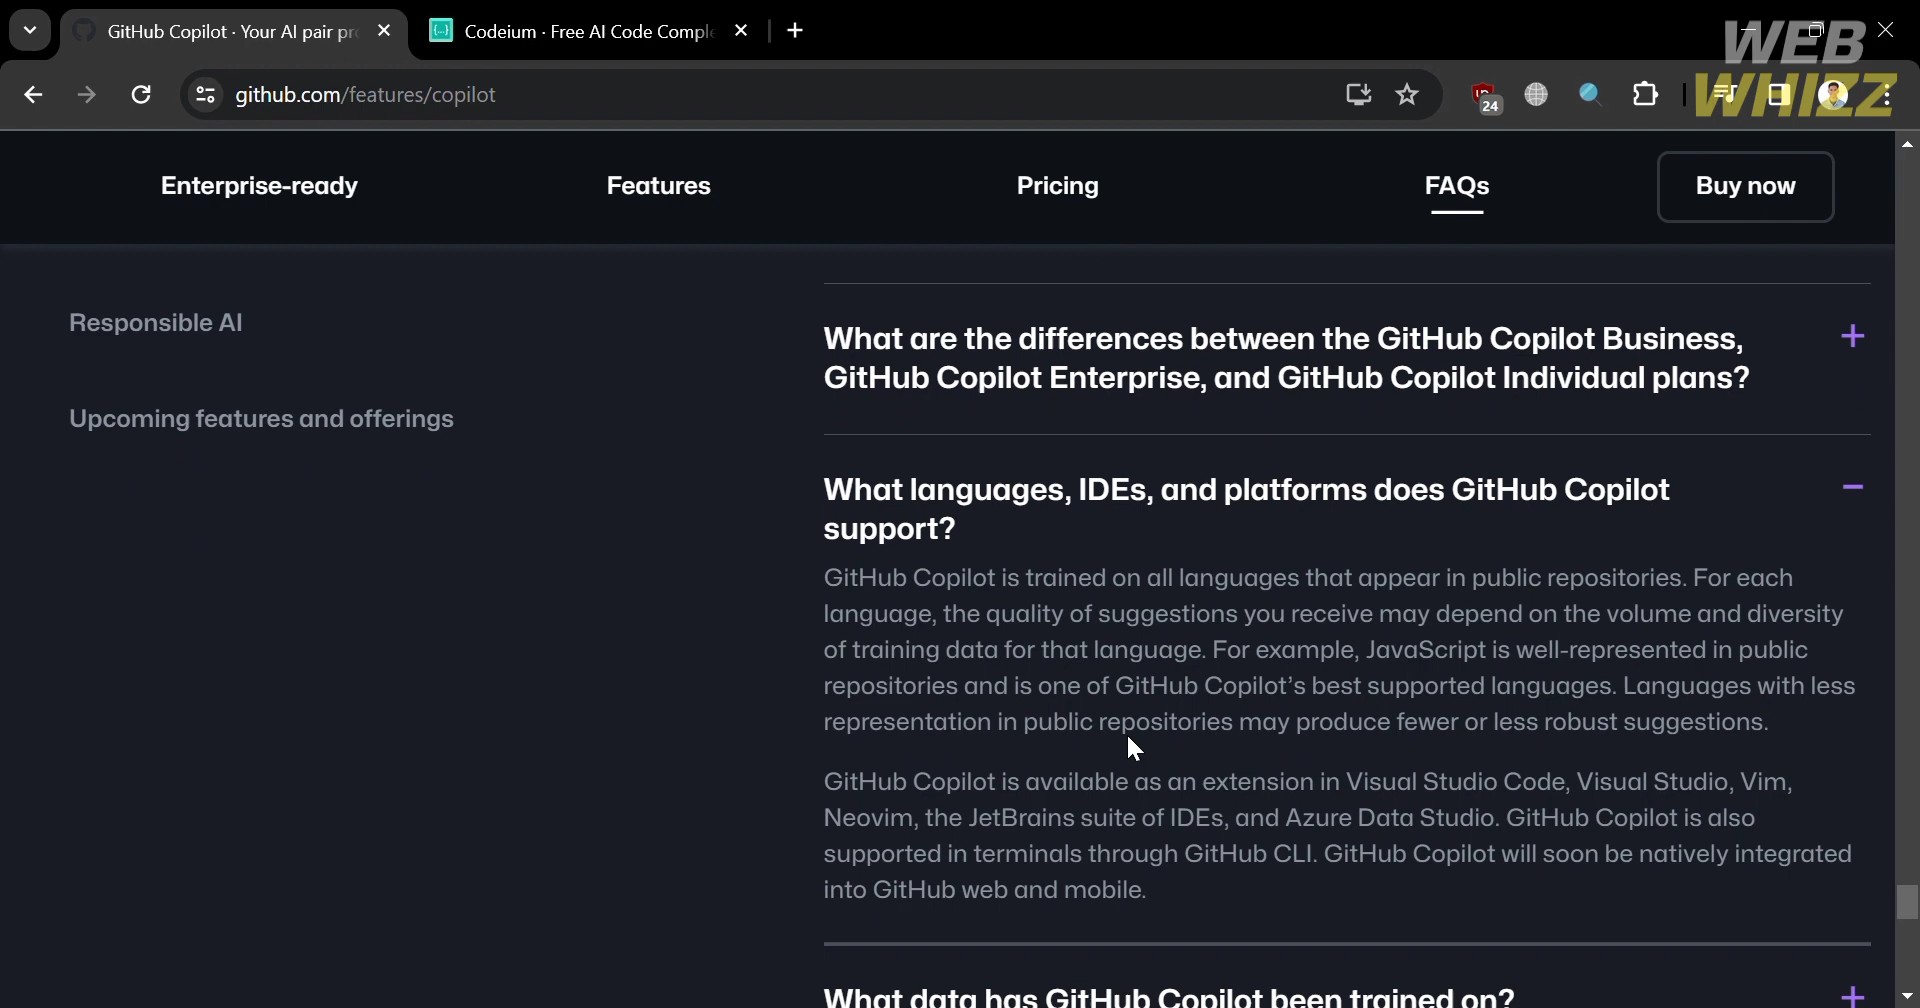 GitHub Copilot · Your AI pair pr
Codeium · Free AI Code Comple
WEB
WHIZZ
github.com/features/copilot
24
Enterprise-ready
Features
Pricing
FAQs
Buy now
Responsible AI
Upcoming features and offerings
What are the differences between the GitHub Copilot Business,
GitHub Copilot Enterprise, and GitHub Copilot Individual plans?
What languages, IDEs, and platforms does GitHub Copilot
support?
GitHub Copilot is trained on all languages that appear in public repositories. For each
language, the quality of suggestions you receive may depend on the volume and diversity
of training data for that language. For example, JavaScript is well-represented in public
repositories and is one of GitHub Copilot’s best supported languages. Languages with less
representation in public repositories may produce fewer or less robust suggestions.
GitHub Copilot is available as an extension in Visual Studio Code, Visual Studio, Vim,
Neovim, the JetBrains suite of IDEs, and Azure Data Studio. GitHub Copilot is also
supported in terminals through GitHub CLI. GitHub Copilot will soon be natively integrated
into GitHub web and mobile.
What data has GitHub Copilot been trained on?